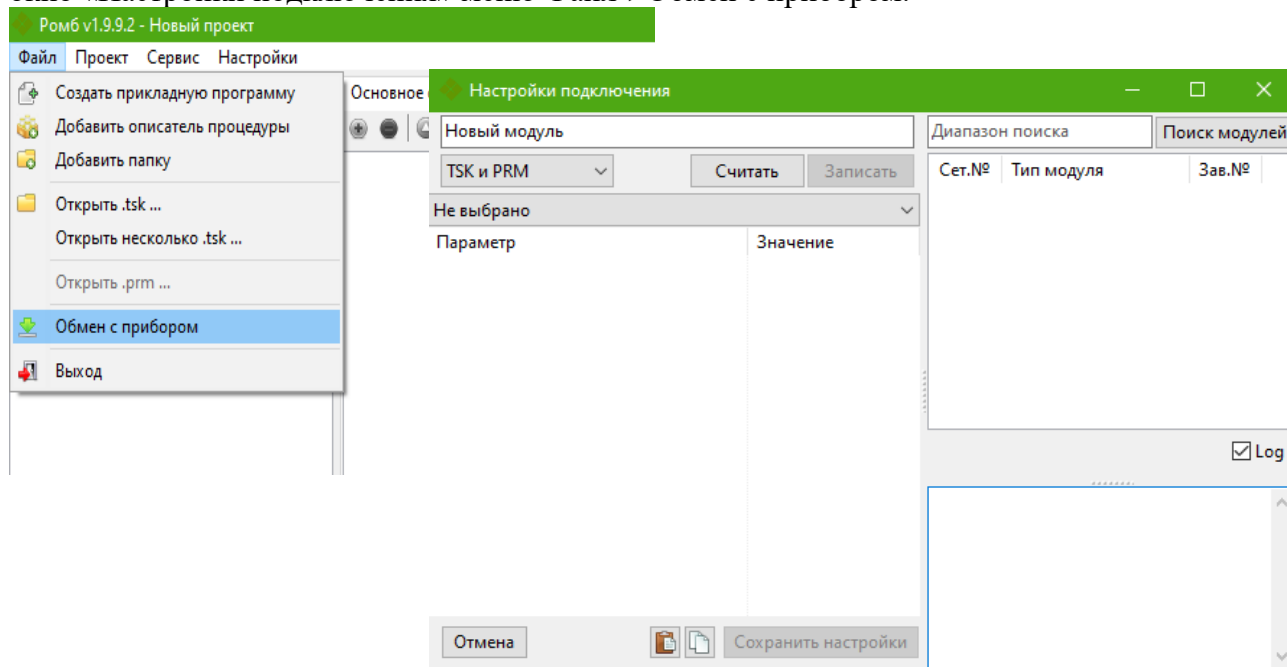 Ромб v1.9.9.2 - Новый проект
Файл Проект Сервис Настройки
Создать прикладную программу
Добавить описатель процедуры
Добавить папку
Открыть .tsk ...
Открыть несколько .tsk ...
Открыть .prm ...
Обмен с прибором
Выход
Основное
Настройки подключения
Новый модуль
TSK и PRM
Считать
Записать
Не выбрано
Параметр Значение
Отмена
Сохранить настройки
Диапазон поиска
Поиск модулей
Сет.№ Тип модуля Зав.№
Log